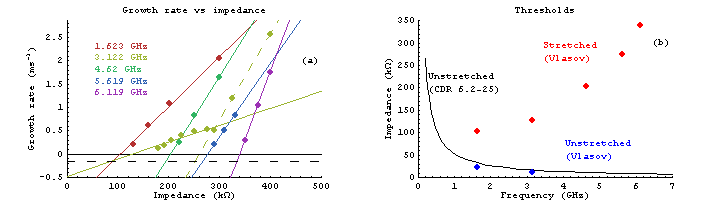 Growth rate vs impedance
2.5
2
1.5
1
0.5
0
-0.5
Growth rate (ms⁻¹)
1.623 GHz
3.122 GHz
4.62 GHz
5.619 GHz
6.119 GHz
(a)
0 100 200 300 400 500
Impedance (kΩ)
Thresholds
350
300
250
200
150
100
50
0
Impedance (kΩ)
Stretched
(Vlasov)
(b)
Unstretched
(CDR 6.2-25)
Unstretched
(Vlasov)
0 1 2 3 4 5 6 7
Frequency (GHz)